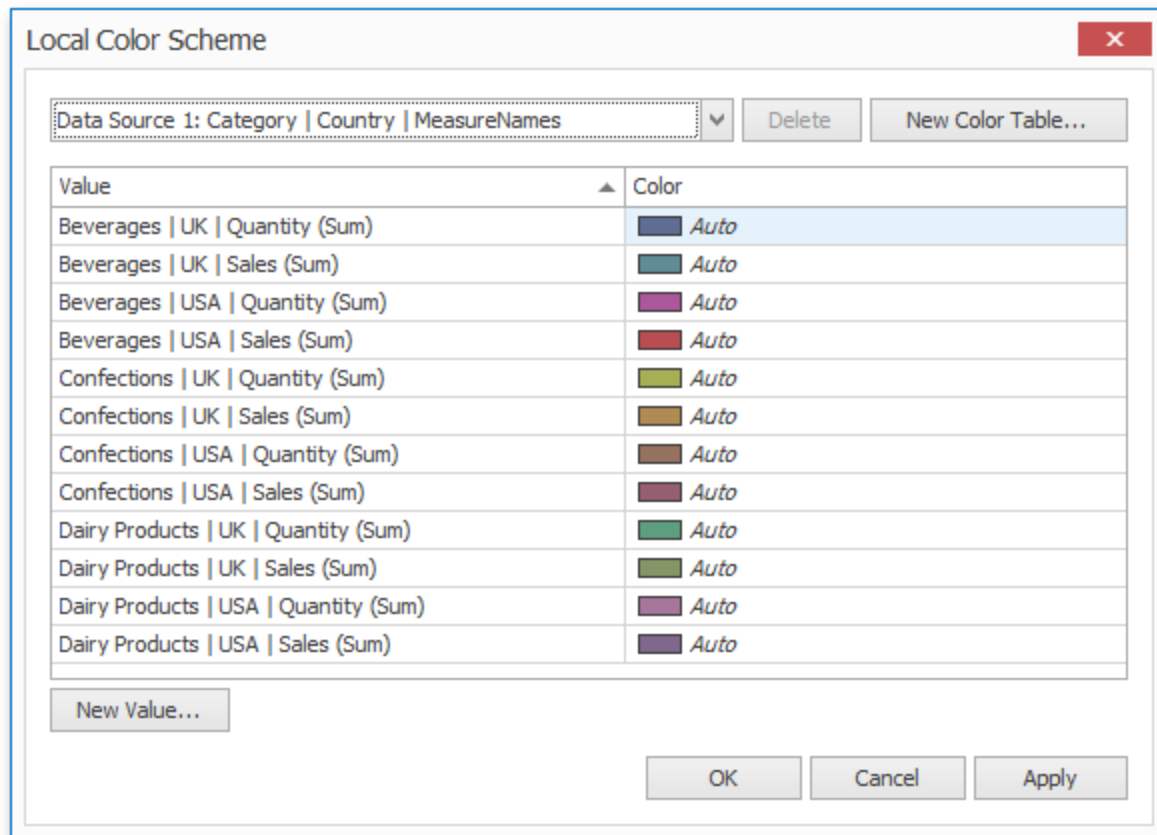 Local Color Scheme
Data Source 1: Category | Country | MeasureNames Delete New Color Table...
Value Color
Beverages | UK | Quantity (Sum) Auto
Beverages | UK | Sales (Sum) Auto
Beverages | USA | Quantity (Sum) Auto
Beverages | USA | Sales (Sum) Auto
Confections | UK | Quantity (Sum) Auto
Confections | UK | Sales (Sum) Auto
Confections | USA | Quantity (Sum) Auto
Confections | USA | Sales (Sum) Auto
Dairy Products | UK | Quantity (Sum) Auto
Dairy Products | UK | Sales (Sum) Auto
Dairy Products | USA | Quantity (Sum) Auto
Dairy Products | USA | Sales (Sum) Auto
New Value...
OK Cancel Apply